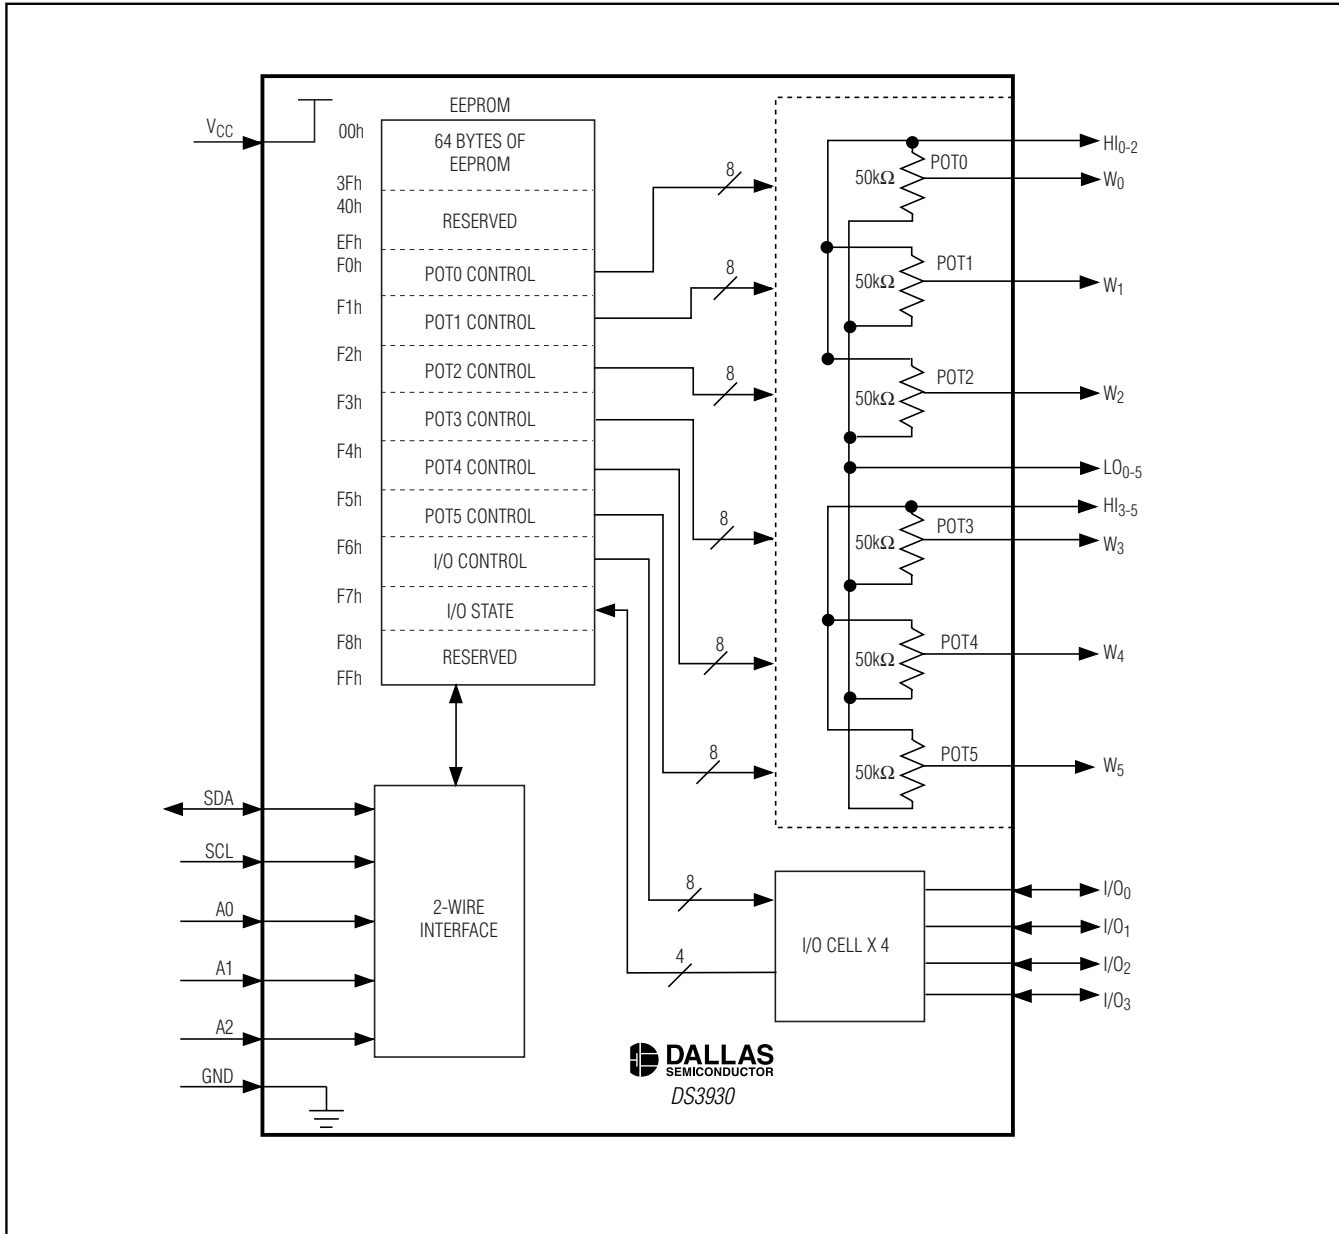 V_CC
EEPROM
00h
64 BYTES OF
EEPROM
3Fh
40h
RESERVED
EFh
F0h
POT0 CONTROL
F1h
POT1 CONTROL
F2h
POT2 CONTROL
F3h
POT3 CONTROL
F4h
POT4 CONTROL
F5h
POT5 CONTROL
F6h
I/O CONTROL
F7h
I/O STATE
F8h
RESERVED
FFh
8
8
8
8
8
8
8
4
50kΩ
POT0
HI0-2
W0
50kΩ
POT1
W1
50kΩ
POT2
W2
LO0-5
HI3-5
50kΩ
POT3
W3
50kΩ
POT4
W4
50kΩ
POT5
W5
SDA
SCL
A0
A1
A2
GND
2-WIRE
INTERFACE
I/O CELL X 4
I/O0
I/O1
I/O2
I/O3
DALLAS
SEMICONDUCTOR
DS3930